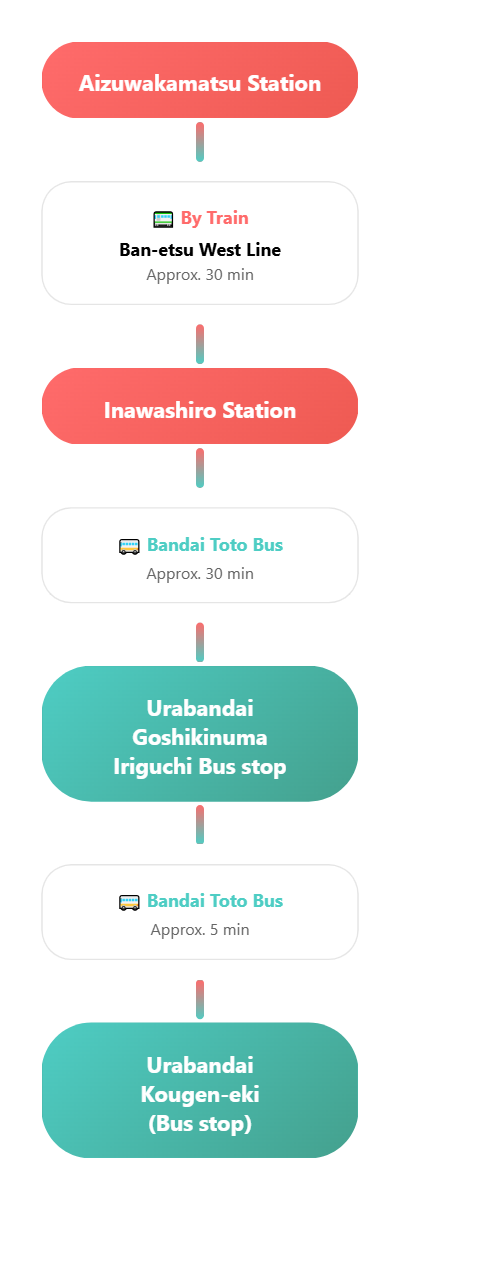 Aizuwakamatsu Station
By Train
Ban-etsu West Line
Approx. 30 min
Inawashiro Station
Bandai Toto Bus
Approx. 30 min
Urabandai
Goshikinuma
Iriguchi Bus stop
Bandai Toto Bus
Approx. 5 min
Urabandai
Kougen-eki
(Bus stop)